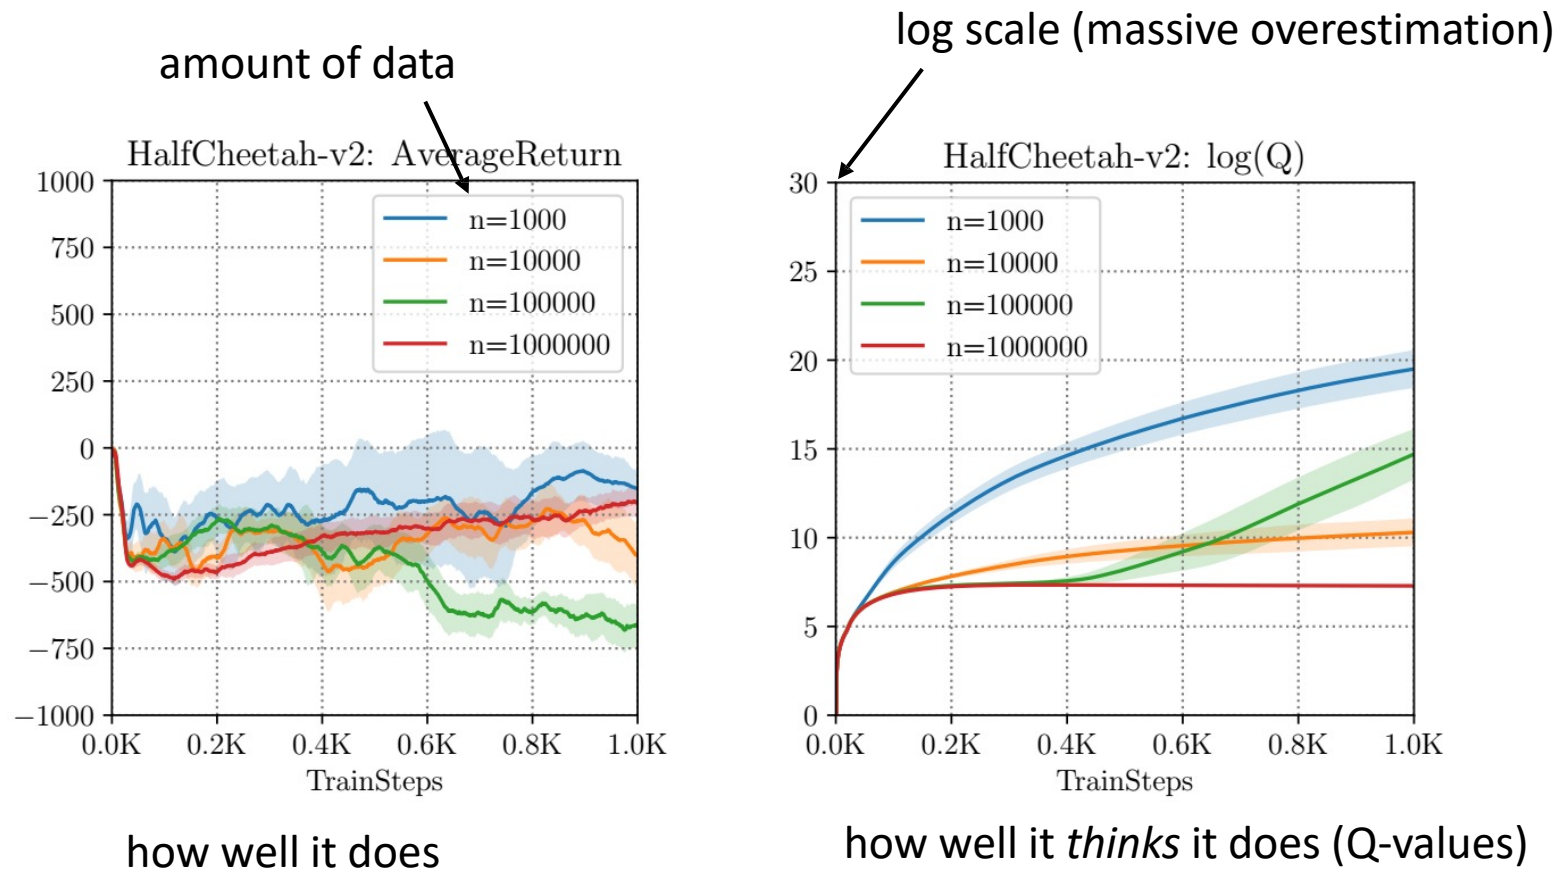 log scale (massive overestimation)
amount of data
HalfCheetah-v2: AverageReturn
1000
750
500
250
0
−250
−500
−750
−1000
n=1000
n=10000
n=100000
n=1000000
0.0K 0.2K 0.4K 0.6K 0.8K 1.0K
TrainSteps
how well it does
HalfCheetah-v2: log(Q)
30
25
20
15
10
5
0
n=1000
n=10000
n=100000
n=1000000
0.0K 0.2K 0.4K 0.6K 0.8K 1.0K
TrainSteps
how well it thinks it does (Q-values)